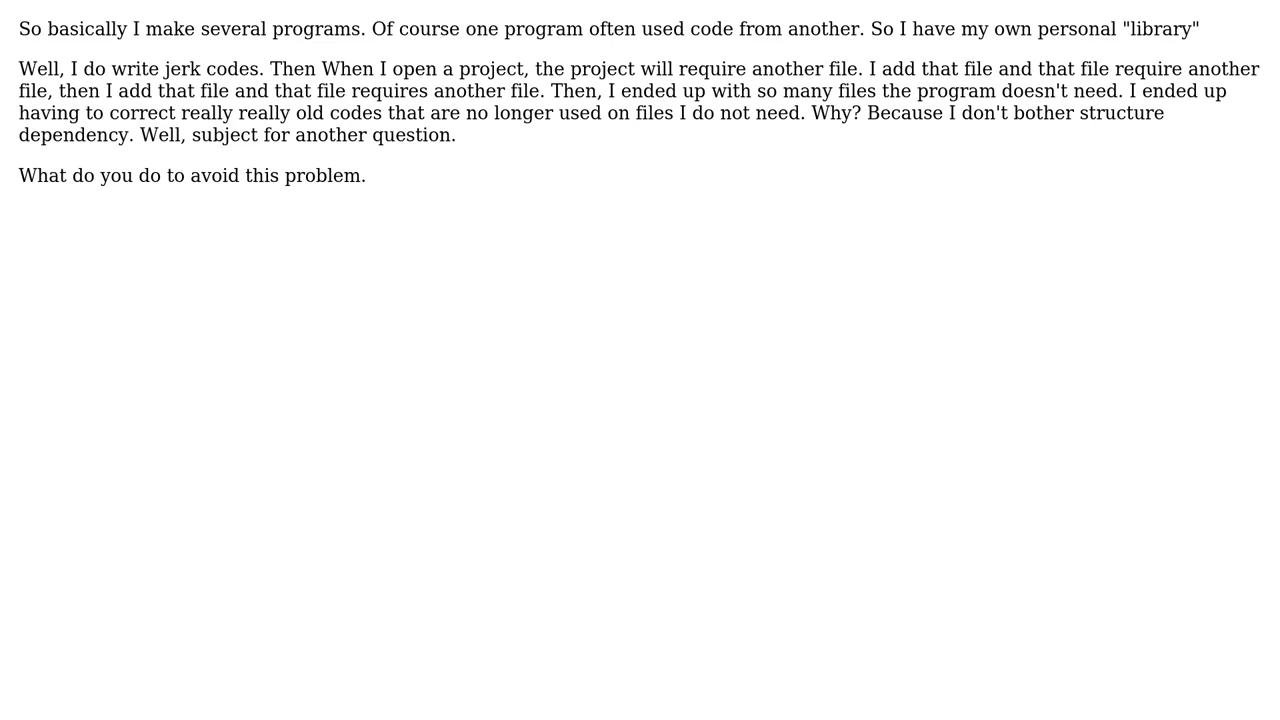 So basically I make several programs. Of course one program often used code from another. So I have my own personal "library"
Well, I do write jerk codes. Then When I open a project, the project will require another file. I add that file and that file require another
file, then I add that file and that file requires another file. Then, I ended up with so many files the program doesn't need. I ended up
having to correct really really old codes that are no longer used on files I do not need. Why? Because I don't bother structure
dependency. Well, subject for another question.
What do you do to avoid this problem.